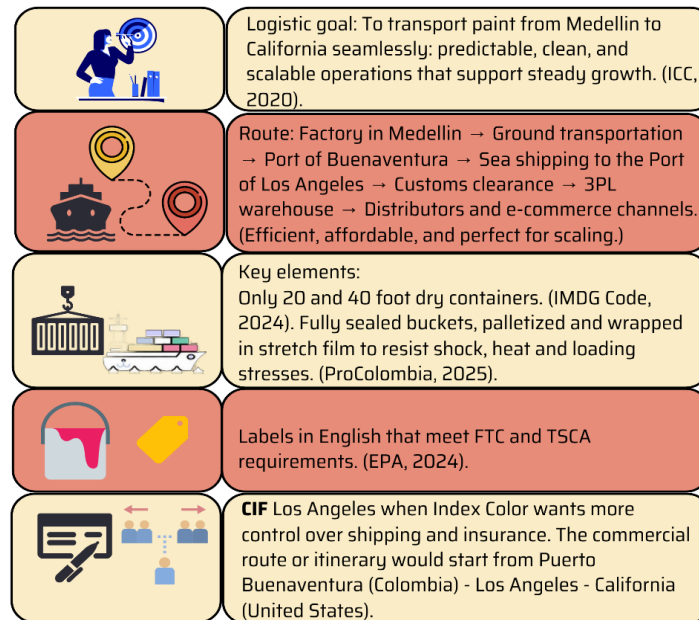 Logistic goal: To transport paint from Medellin to
California seamlessly: predictable, clean, and
scalable operations that support steady growth. (ICC,
2020).
Route: Factory in Medellin → Ground transportation
→ Port of Buenaventura → Sea shipping to the Port
of Los Angeles → Customs clearance → 3PL
warehouse → Distributors and e-commerce channels.
(Efficient, affordable, and perfect for scaling.)
Key elements:
Only 20 and 40 foot dry containers. (IMDG Code,
2024). Fully sealed buckets, palletized and wrapped
in stretch film to resist shock, heat and loading
stresses. (ProColombia, 2025).
Labels in English that meet FTC and TSCA
requirements. (EPA, 2024).
CIF Los Angeles when Index Color wants more
control over shipping and insurance. The commercial
route or itinerary would start from Puerto
Buenaventura (Colombia) - Los Angeles - California
(United States).